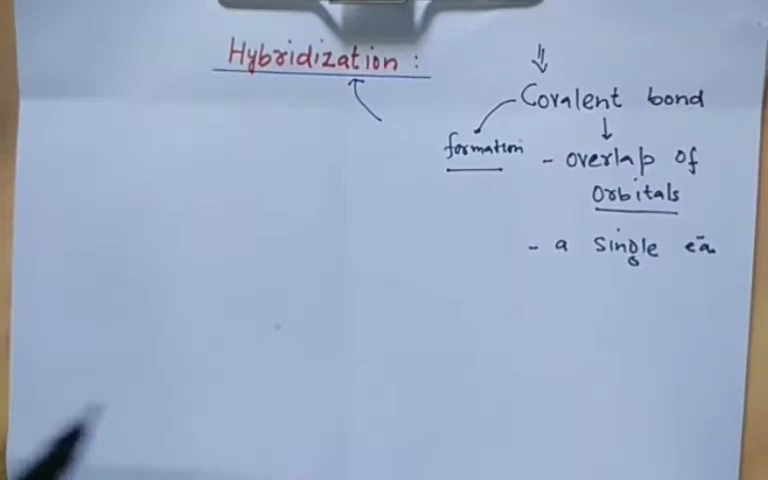 Hybridization :
⇓
Covalent bond
formation
- overlap of
Orbitals
- a single